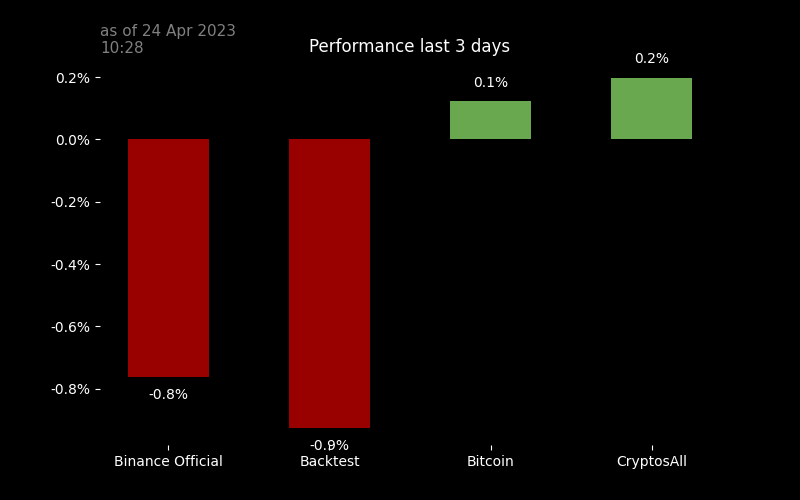 as of 24 Apr 2023
10:28
Performance last 3 days
0.2%
0.1%
0.2%
0.0%
-0.2%
-0.4%
-0.6%
-0.8%
-0.8%
-0.9%
Binance Official
Backtest
Bitcoin
CryptosAll